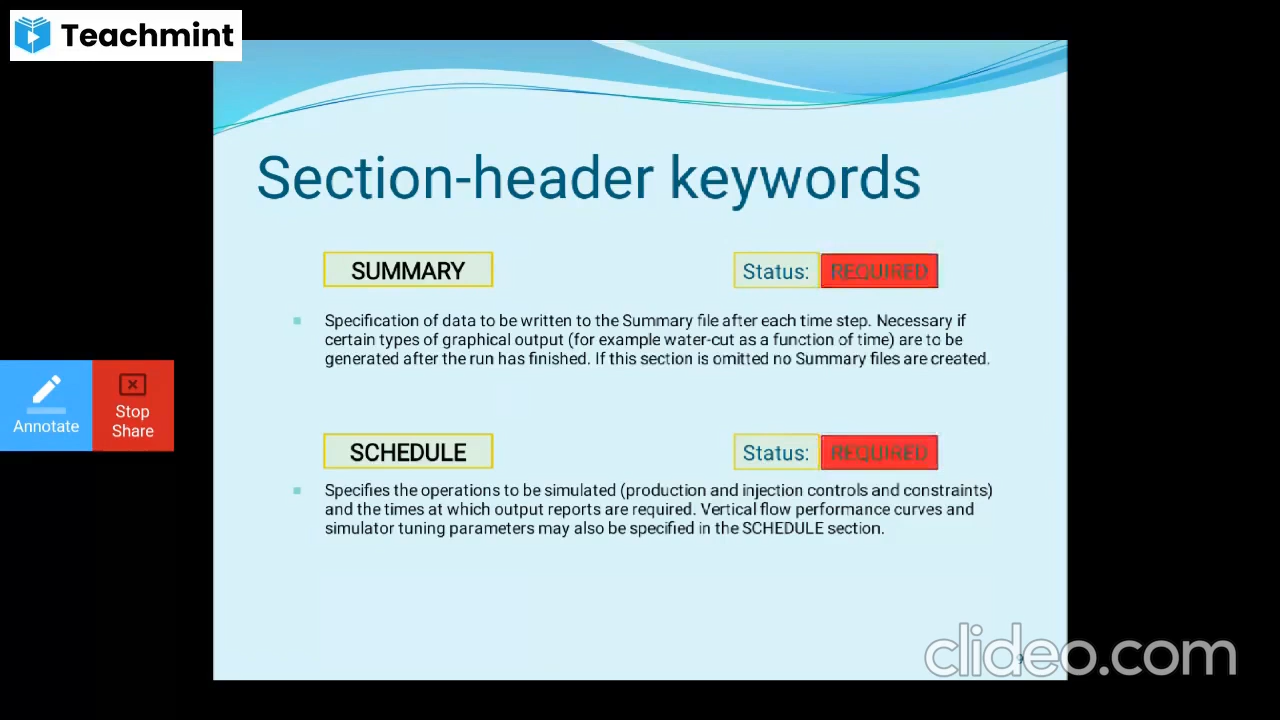 Teachmint
Section-header keywords
SUMMARY
Status: REQUIRED
Specification of data to be written to the Summary file after each time step. Necessary if
certain types of graphical output (for example water-cut as a function of time) are to be
generated after the run has finished. If this section is omitted no Summary files are created.
Annotate
Stop
Share
SCHEDULE
Status: REQUIRED
Specifies the operations to be simulated (production and injection controls and constraints)
and the times at which output reports are required. Vertical flow performance curves and
simulator tuning parameters may also be specified in the SCHEDULE section.
clideo.com